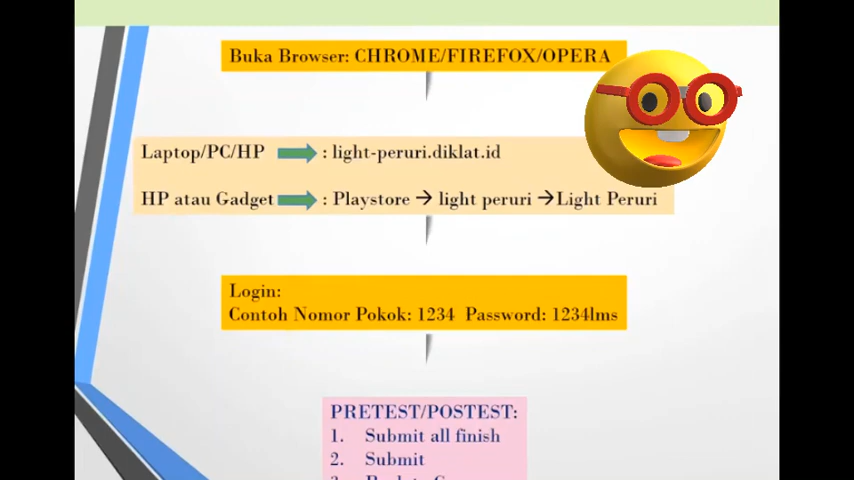 Buka Browser: CHROME/FIREFOX/OPERA
Laptop/PC/HP : light-peruri.diklat.id
HP atau Gadget : Playstore → light peruri →Light Peruri
Login:
Contoh Nomor Pokok: 1234 Password: 1234lms
PRETEST/POSTEST:
1. Submit all finish
2. Submit